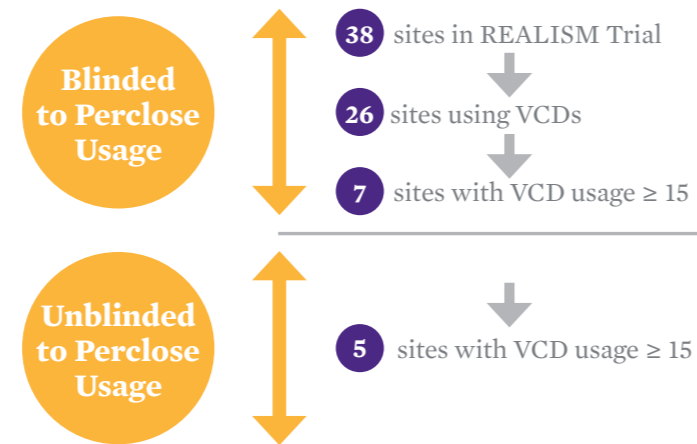 Blinded
to Perclose
Usage
38 sites in REALISM Trial
26 sites using VCDs
7 sites with VCD usage ≥ 15
Unblinded
to Perclose
Usage
5 sites with VCD usage ≥ 15